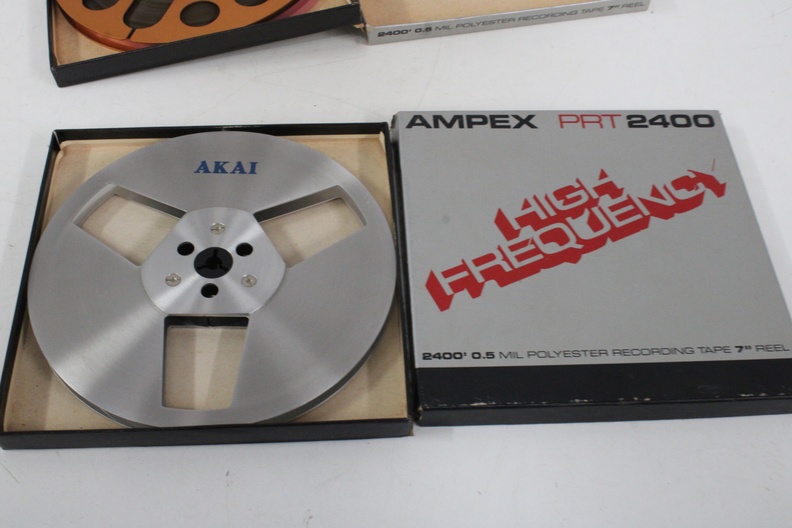 2400' 0.5 MIL POLYESTER RECORDING TAPE 7" REEL
AKAI
AMPEX PRT 2400
HIGH
FREQUENCY
2400' 0.5 MIL POLYESTER RECORDING TAPE 7" REEL